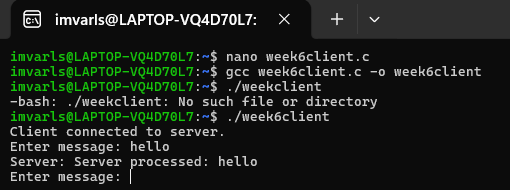 imvarls@LAPTOP-VQ4D70L7: ~
imvarls@LAPTOP-VQ4D70L7:~$ nano week6client.c
imvarls@LAPTOP-VQ4D70L7:~$ gcc week6client.c -o week6client
imvarls@LAPTOP-VQ4D70L7:~$ ./weekclient
-bash: ./weekclient: No such file or directory
imvarls@LAPTOP-VQ4D70L7:~$ ./week6client
Client connected to server.
Enter message: hello
Server: Server processed: hello
Enter message: